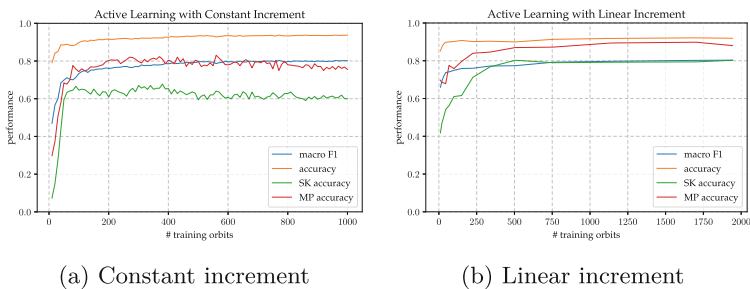 Active Learning with Constant Increment
1.0
0.8
0.6
0.4
0.2
0.0
performance
0 200 400 600 800 1000
# training orbits
macro F1
accuracy
SK accuracy
MP accuracy
(a) Constant increment
Active Learning with Linear Increment
1.0
0.8
0.6
0.4
0.2
0.0
performance
0 250 500 750 1000 1250 1500 1750 2000
# training orbits
macro F1
accuracy
SK accuracy
MP accuracy
(b) Linear increment